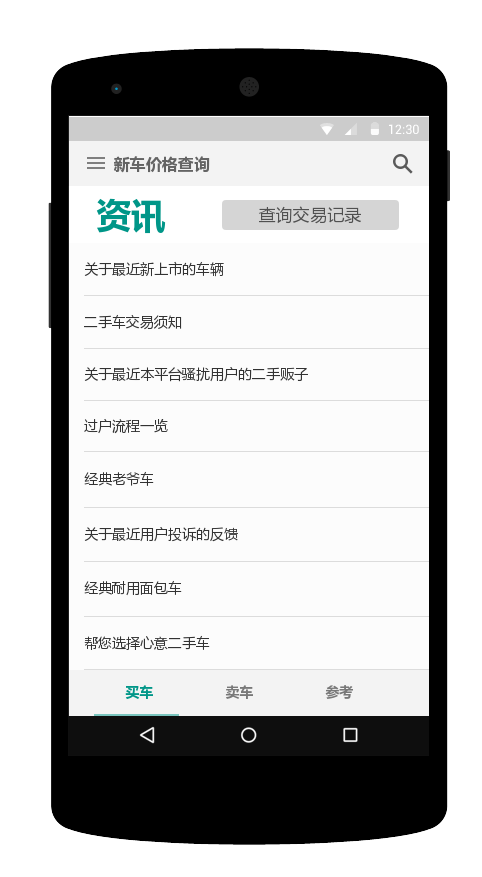 12:30
新车价格查询
资讯
查询交易记录
关于最近新上市的车辆
二手车交易须知
关于最近本平台骚扰用户的二手贩子
过户流程一览
经典老爷车
关于最近用户投诉的反馈
经典耐用面包车
帮您选择心意二手车
买车
卖车
参考